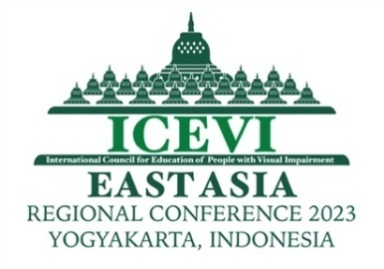 ICEVI
International Council for Education of People with Visual Impairment
EAST ASIA
REGIONAL CONFERENCE 2023
YOGYAKARTA, INDONESIA